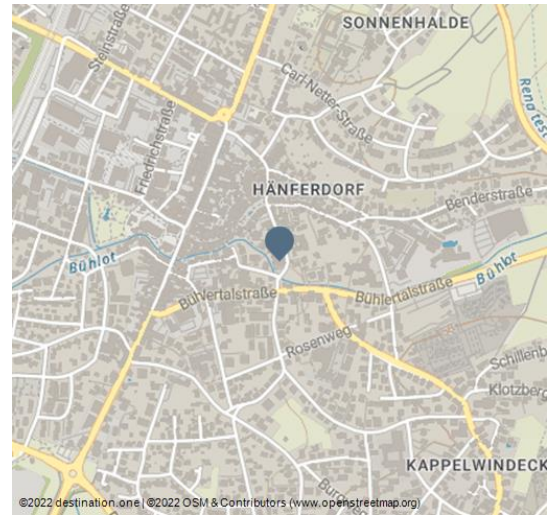 SONNENHALDE
Steinstraße
Carl-Netter-Straße
Friedrichstraße
HÄNFERDORF
Benderstraße
Bühlot
Bühlertalstraße
Bühlertalstraße
Bühlot
Rosenweg
Schillenb
Klotzberg
KAPPELWINDECK
©2022 destination.one | ©2022 OSM & Contributors (www.openstreetmap.org)